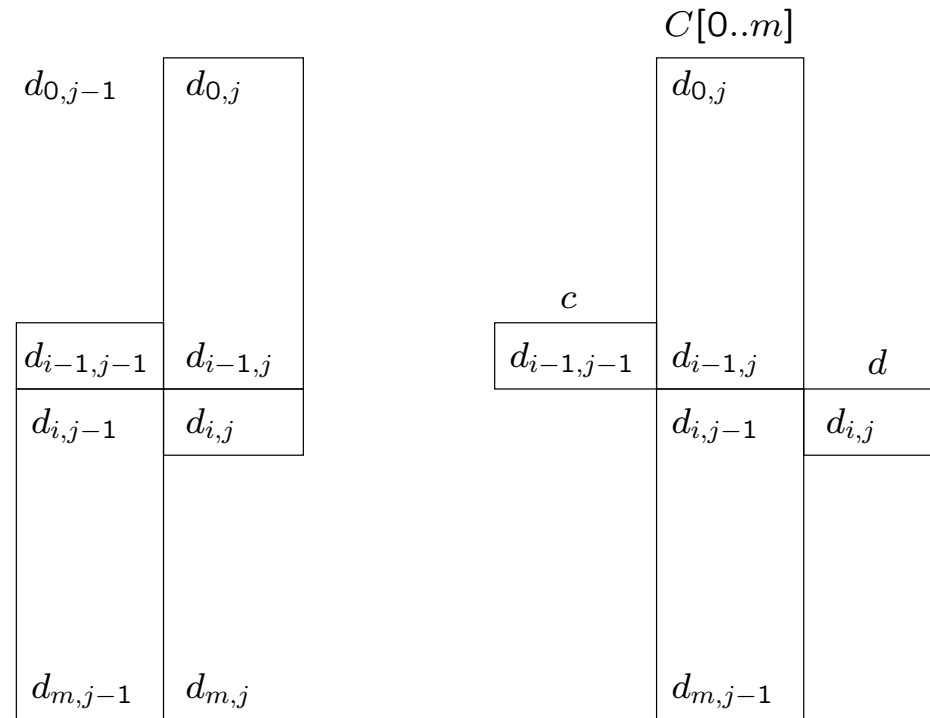 C[0..m]
d_{0,j−1} d_{0,j} d_{0,j}
c
d_{i−1,j−1} d_{i−1,j} d_{i−1,j−1} d_{i−1,j} d
d_{i,j−1} d_{i,j} d_{i,j−1} d_{i,j}
d_{m,j−1} d_{m,j} d_{m,j−1}